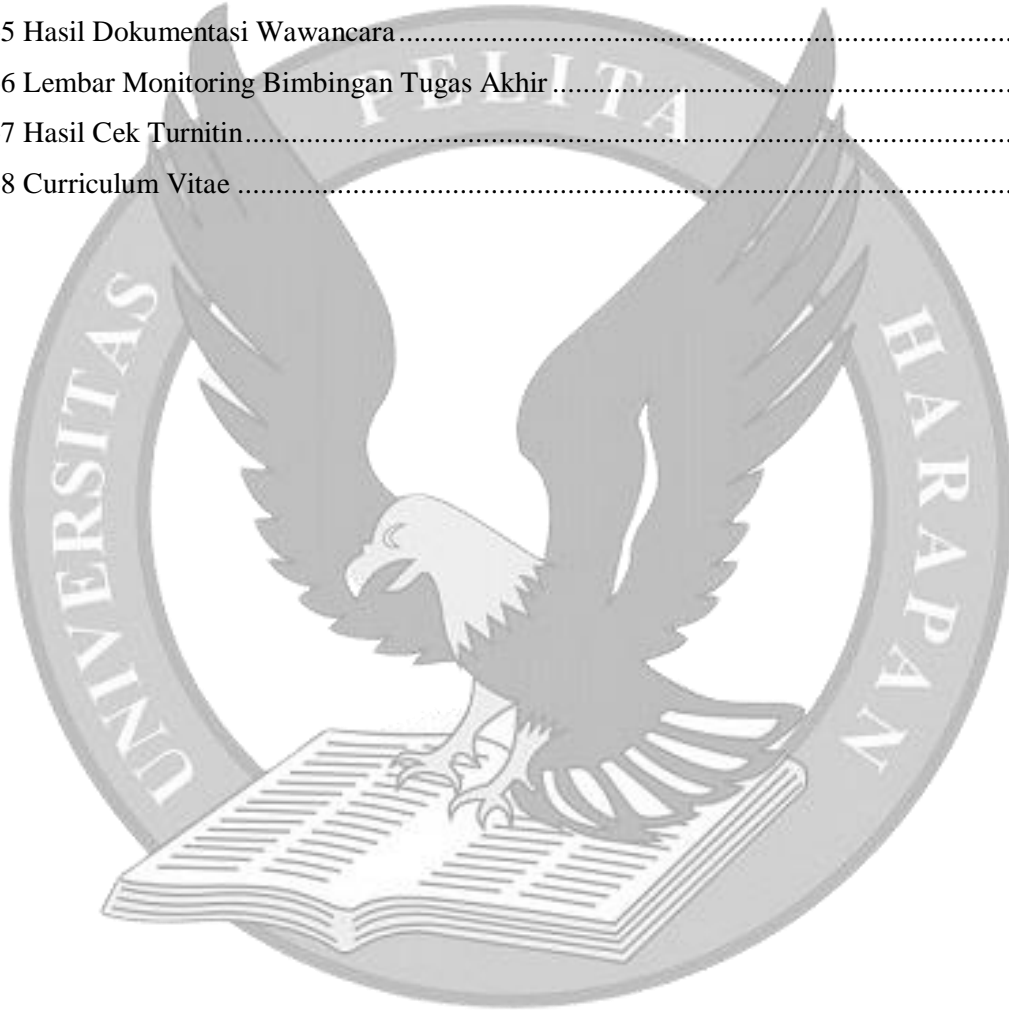 5 Hasil Dokumentasi Wawancara........................................................................................
6 Lembar Monitoring Bimbingan Tugas Akhir................................................................
7 Hasil Cek Turnitin...............................................................................................................
8 Curriculum Vitae ................................................................................................................
UNIVERSITAS PELITA HARAPAN